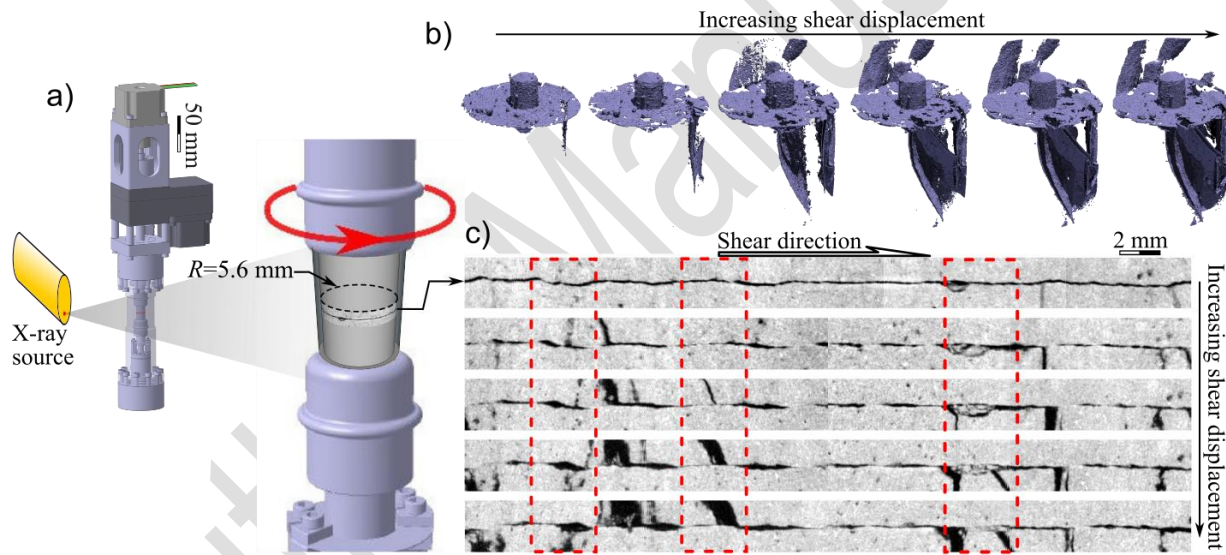 Increasing shear displacement
b)
a)
50 mm
c)
Shear direction
2 mm
R=5.6 mm
X-ray
source
Increasing shear displacement